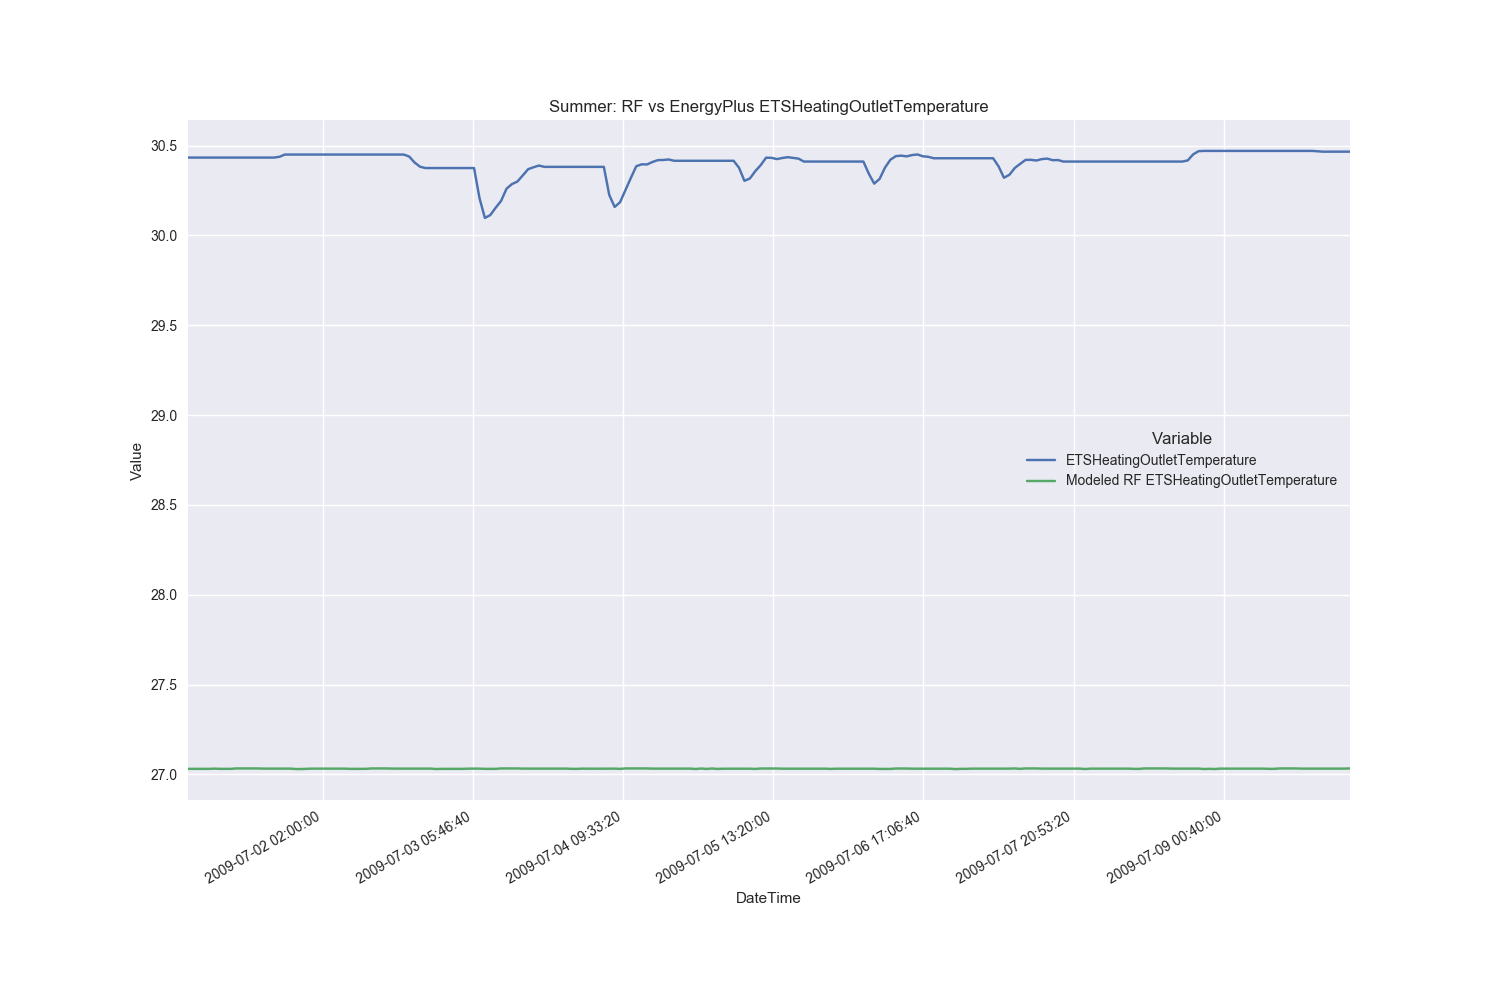 Summer: RF vs EnergyPlus ETSHeatingOutletTemperature
30.5
30.0
29.5
29.0
28.5
28.0
27.5
27.0
Value
Variable
ETSHeatingOutletTemperature
Modeled RF ETSHeatingOutletTemperature
2009-07-02 02:00:00
2009-07-03 05:46:40
2009-07-04 09:33:20
2009-07-05 13:20:00
2009-07-06 17:06:40
2009-07-07 20:53:20
2009-07-09 00:40:00
DateTime